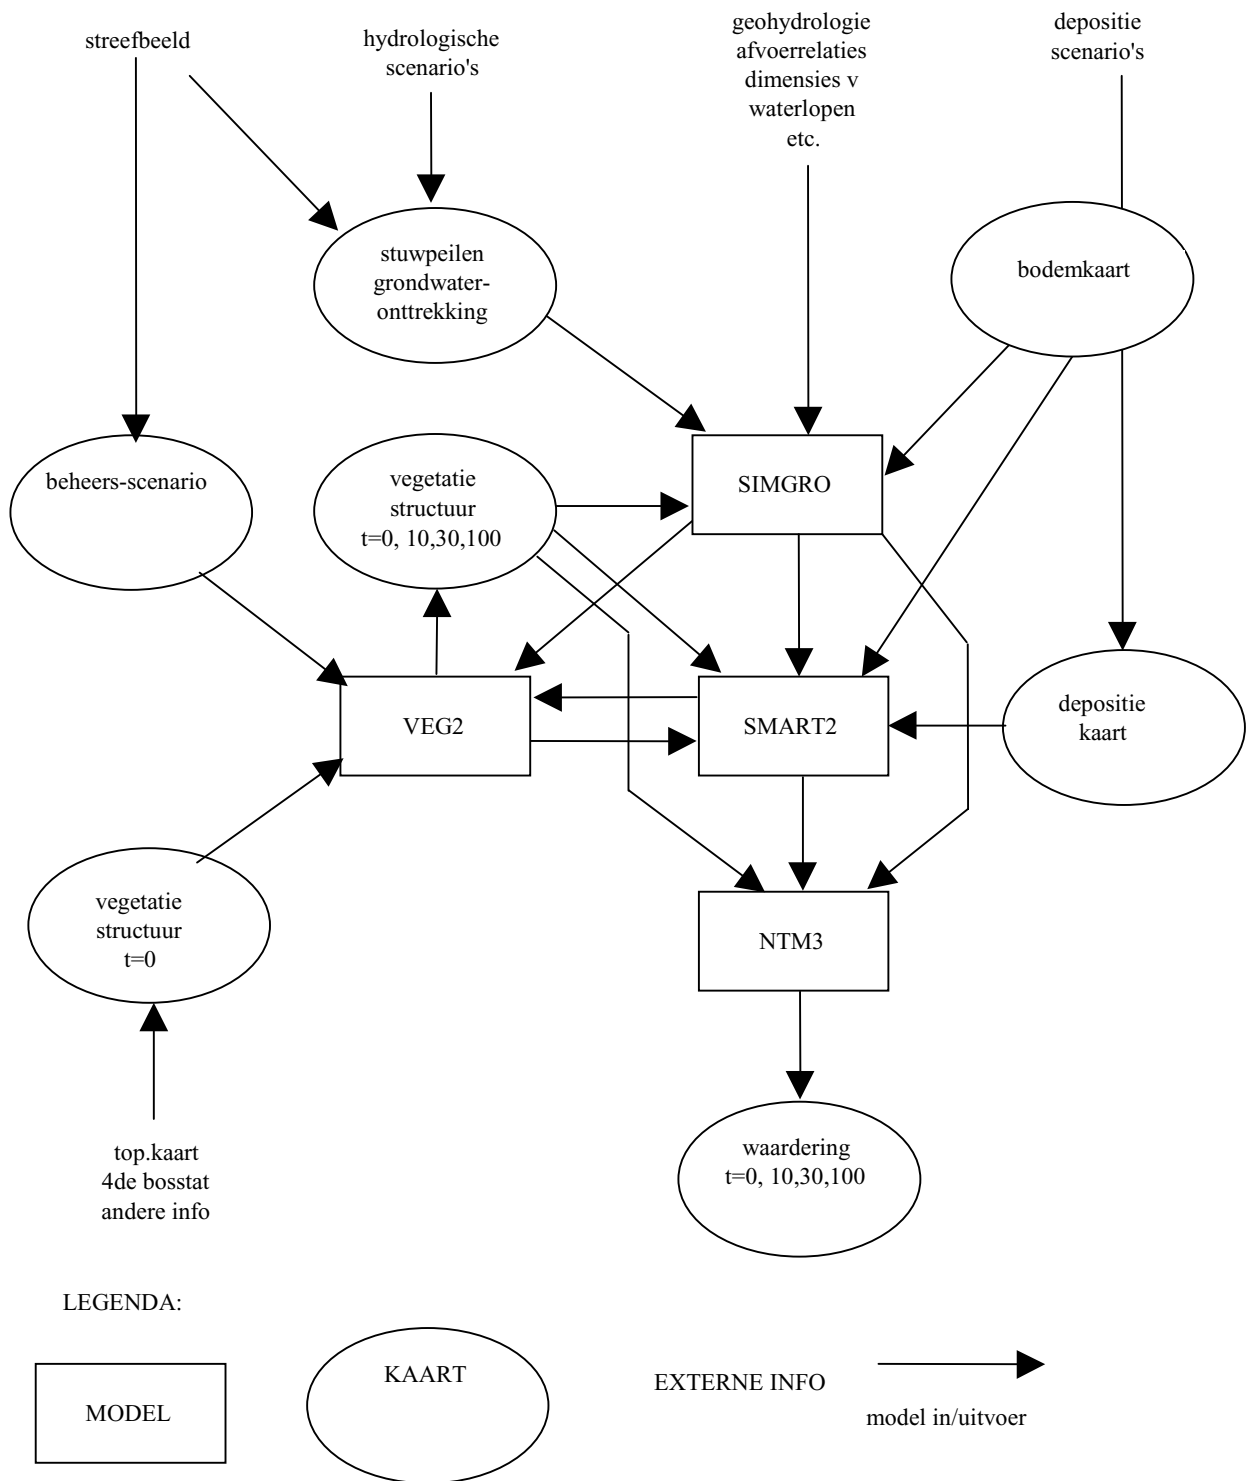 streefbeeld
hydrologische
scenario's
geohydrologie
afvoerrelaties
dimensies v
waterlopen
etc.
depositie
scenario's
stuwpeilen
grondwater-
onttrekking
bodemkaart
beheers-scenario
vegetatie
structuur
t=0, 10,30,100
SIMGRO
VEG2
SMART2
depositie
kaart
vegetatie
structuur
t=0
NTM3
top.kaart
4de bosstat
andere info
waardering
t=0, 10,30,100
LEGENDA:
MODEL
KAART
EXTERNE INFO
model in/uitvoer